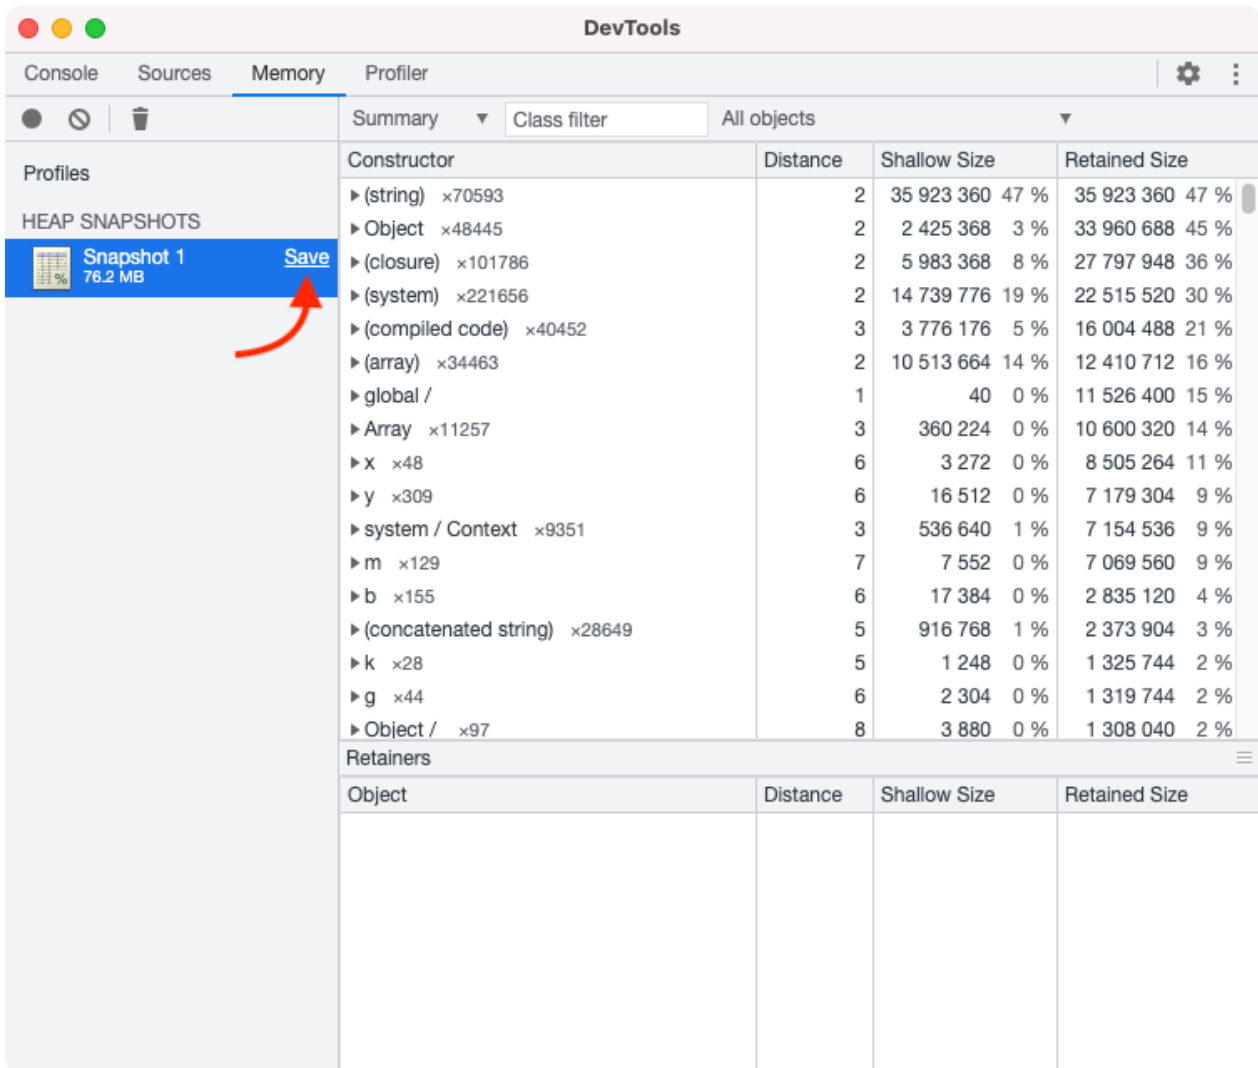 DevTools
Console Sources Memory Profiler
Summary ▼ Class filter All objects ▼
Profiles
HEAP SNAPSHOTS
Snapshot 1 Save
76.2 MB
Constructor Distance Shallow Size Retained Size
(string) ×70593 2 35 923 360 47 % 35 923 360 47 %
Object ×48445 2 2 425 368 3 % 33 960 688 45 %
(closure) ×101786 2 5 983 368 8 % 27 797 948 36 %
(system) ×221656 2 14 739 776 19 % 22 515 520 30 %
(compiled code) ×40452 3 3 776 176 5 % 16 004 488 21 %
(array) ×34463 2 10 513 664 14 % 12 410 712 16 %
global / 1 40 0 % 11 526 400 15 %
Array ×11257 3 360 224 0 % 10 600 320 14 %
x ×48 6 3 272 0 % 8 505 264 11 %
y ×309 6 16 512 0 % 7 179 304 9 %
system / Context ×9351 3 536 640 1 % 7 154 536 9 %
m ×129 7 7 552 0 % 7 069 560 9 %
b ×155 6 17 384 0 % 2 835 120 4 %
(concatenated string) ×28649 5 916 768 1 % 2 373 904 3 %
k ×28 5 1 248 0 % 1 325 744 2 %
g ×44 6 2 304 0 % 1 319 744 2 %
Object / ×97 8 3 880 0 % 1 308 040 2 %
Retainers
Object Distance Shallow Size Retained Size